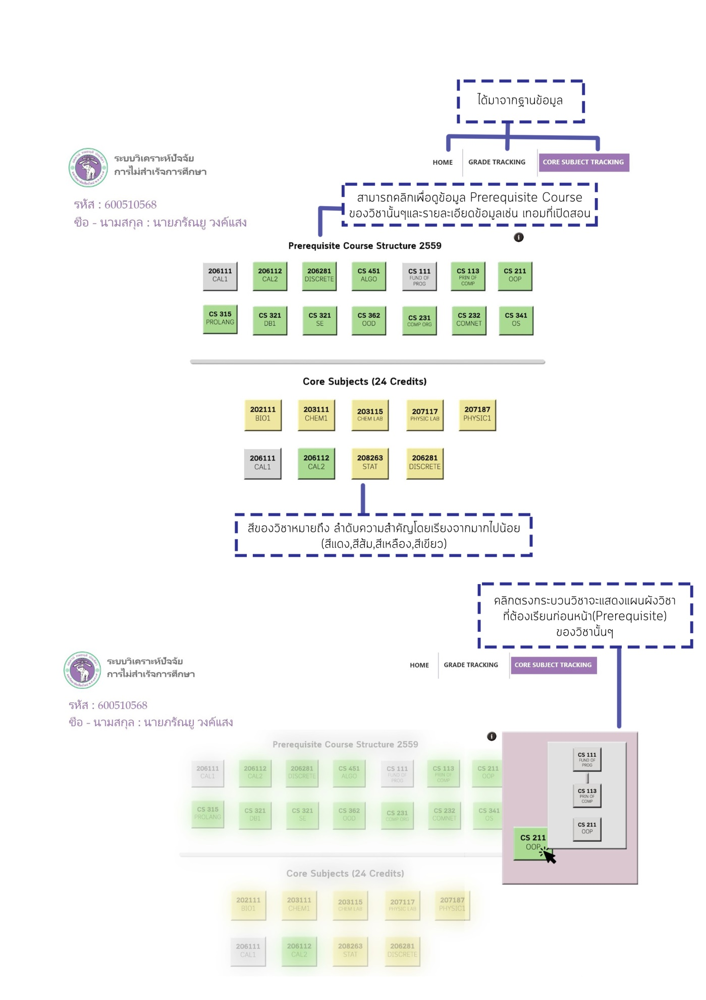 ได้มาจากฐานข้อมูล
ระบบวิเคราะห์ปัจจัย
การไม่สำเร็จการศึกษา
HOME
GRADE TRACKING
CORE SUBJECT TRACKING
รหัส : 600510568
ชือ - นามสกุล : นายภรัณยู วงค์แสง
สามารถคลิกเพื่อดูข้อมูล Prerequisite Course
ของวิชานั้นๆและรายละเอียดข้อมูลเช่น เทอมที่เปิดสอน
Prerequisite Course Structure 2559
206111
CAL1
206112
CAL2
206281
DISCRETE
CS 451
ALGO
CS 111
FUND OF
PROG
CS 113
PRIN OF
COMP
CS 211
OOP
CS 315
PROLANG
CS 321
DB1
CS 321
SE
CS 362
OOD
CS 231
COMP ORG
CS 232
COMNET
CS 341
OS
Core Subjects (24 Credits)
202111
BIO1
203111
CHEM1
203115
CHEM LAB
207117
PHYSIC LAB
207187
PHYSIC1
206111
CAL1
206112
CAL2
208263
STAT
206281
DISCRETE
สีของวิชาหมายถึง ลำดับความสำคัญโดยเรียงจากมากไปน้อย
(สีแดง,สีส้ม,สีเหลือง,สีเขียว)
คลิกตรงกระบวนวิชาจะแสดงแผนผังวิชา
ที่ต้องเรียนก่อนหน้า(Prerequisite)
ของวิชานั้นๆ
ระบบวิเคราะห์ปัจจัย
การไม่สำเร็จการศึกษา
HOME
GRADE TRACKING
CORE SUBJECT TRACKING
รหัส : 600510568
ชือ - นามสกุล : นายภรัณยู วงค์แสง
Prerequisite Course Structure 2559
206111
CAL1
206112
CAL2
206281
DISCRETE
CS 451
ALGO
CS 111
FUND OF
PROG
CS 113
PRIN OF
COMP
CS 211
OOP
CS 315
PROLANG
CS 321
DB1
CS 321
SE
CS 362
OOD
CS 231
COMP ORG
CS 232
COMNET
CS 341
OS
CS 111
FUND OF
PROG
CS 113
PRIN OF
COMP
CS 211
OOP
CS 211
OOP
Core Subjects (24 Credits)
202111
BIO1
203111
CHEM1
203115
CHEM LAB
207117
PHYSIC LAB
207187
PHYSIC1
206111
CAL1
206112
CAL2
208263
STAT
206281
DISCRETE